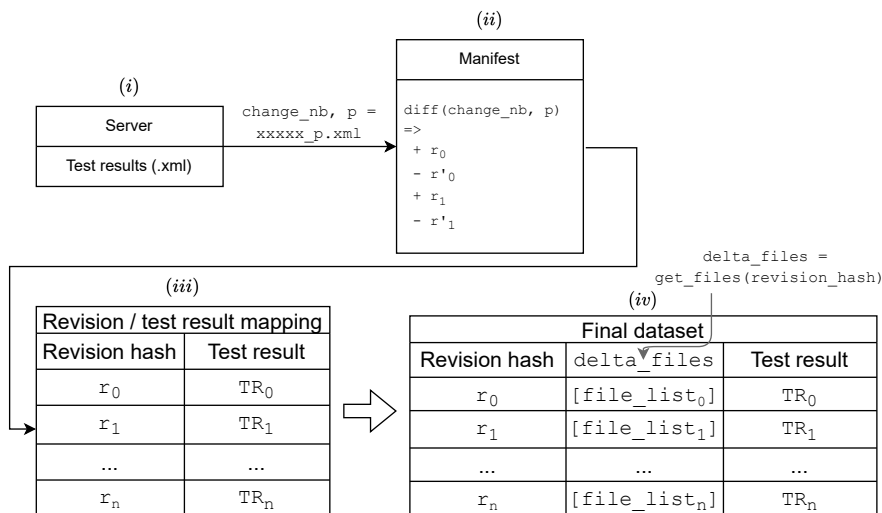 (i)
Server
Test results (.xml)
change_nb, p =
xxxxx_p.xml
(ii)
Manifest
diff(change_nb, p)
=>
+ r₀
- r'₀
+ r₁
- r'₁
(iii)
Revision / test result mapping
Revision hash Test result
r₀ TR₀
r₁ TR₁
... ...
rₙ TRₙ
delta_files =
get_files(revision_hash)
(iv)
Final dataset
Revision hash delta_files Test result
r₀ [file_list₀] TR₀
r₁ [file_list₁] TR₁
... ... ...
rₙ [file_listₙ] TRₙ